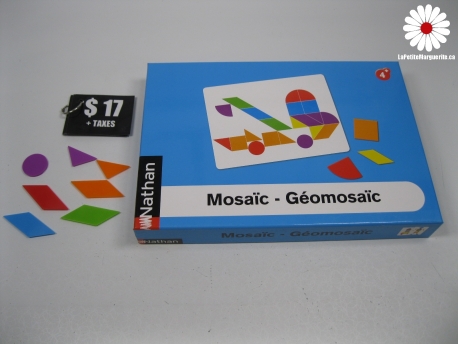 LaPetiteMarguerite.ca
$ 17
+ TAXES
4+
Nathan
Mosaïc - Géomosaïc
Nathan
Mosaïc - Géomosaïc